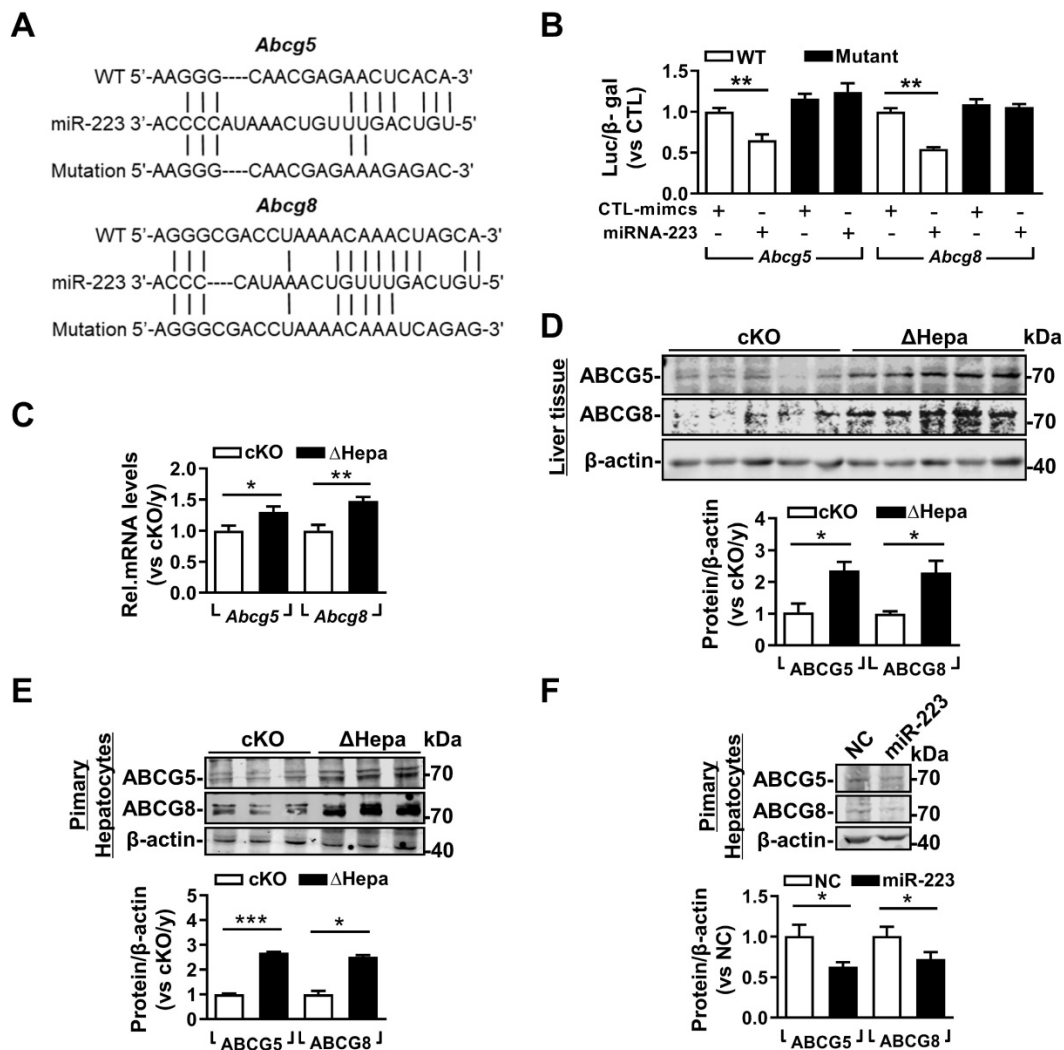 A
Abcg5
WT 5'-AAGGG----CAACGAGAACUCACA-3'
miR-223 3'-ACCCCAUAAACUGUUUGACUGU-5'
Mutation 5'-AAGGG----CAACGAGAAAGAGAC-3'
Abcg8
WT 5'-AGGGCGACCUAAAACAAACUAGCA-3'
miR-223 3'-ACCC----CAUAAACUGUUUGACUGU-5'
Mutation 5'-AGGGCGACCUAAAACAAAUCAGAG-3'
B
WT Mutant
Luc/β- gal
(vs CTL)
1.5
1.0
0.5
0.0
** **
CTL-mimcs + - + - + - + -
miRNA-223 - + - + - + - +
Abcg5 Abcg8
C
cKO ΔHepa
Rel.mRNA levels
(vs cKO/y)
2.0
1.5
1.0
0.5
0.0
* **
Abcg5 Abcg8
D
cKO ΔHepa kDa
Liver tissue
ABCG5- -70
ABCG8- -70
β-actin- -40
cKO ΔHepa
Protein/β-actin
(vs cKO/y)
4
3
2
1
0
* *
ABCG5 ABCG8
E
cKO ΔHepa kDa
Pimary
Hepatocytes
ABCG5- -70
ABCG8- -70
β-actin- -40
cKO ΔHepa
Protein/β-actin
(vs cKO/y)
5
4
3
2
1
0
*** *
ABCG5 ABCG8
F
NC miR-223
kDa
Pimary
Hepatocytes
ABCG5- -70
ABCG8- -70
β-actin- -40
NC miR-223
Protein/β-actin
(vs NC)
1.5
1.0
0.5
0.0
* *
ABCG5 ABCG8